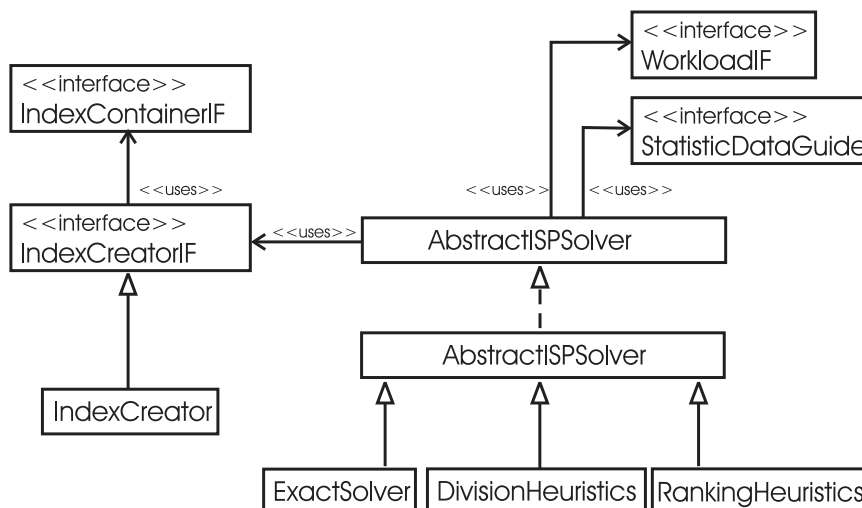 <<interface>>
WorkloadIF
<<interface>>
IndexContainerIF
<<interface>>
StatisticDataGuide
<<uses>>
<<uses>>
<<uses>>
<<interface>>
IndexCreatorIF
<<uses>>
AbstractISPSolver
AbstractISPSolver
IndexCreator
ExactSolver
DivisionHeuristics
RankingHeuristics